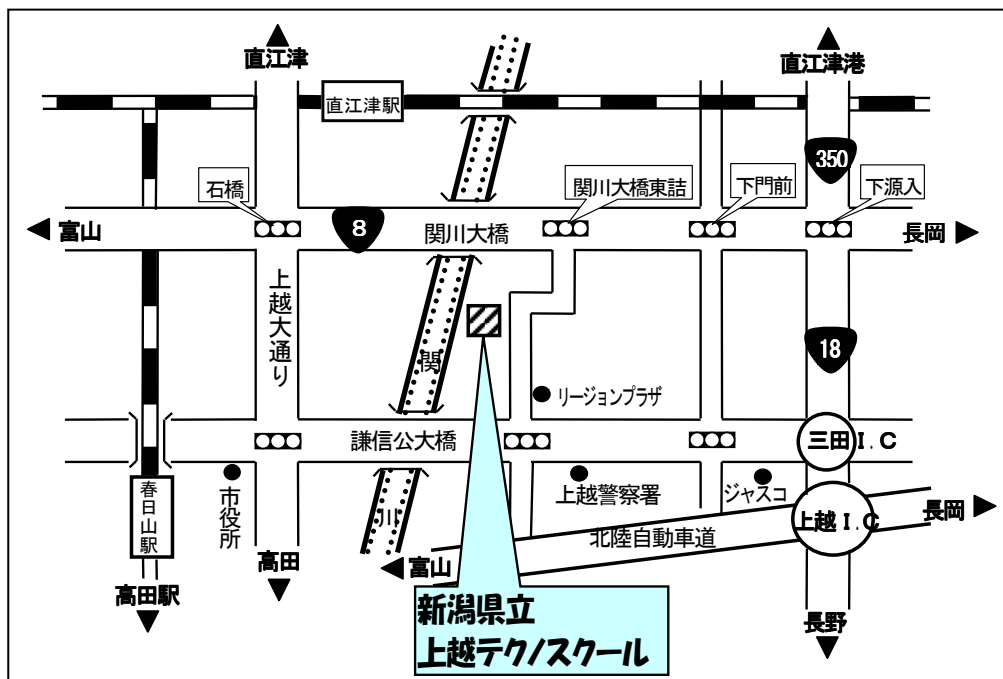 直江津
直江津港
直江津駅
350
石橋
関川大橋東詰
下門前
下源入
富山
8
関川大橋
長岡
上越大通り
関
18
リージョンプラザ
謙信公大橋
三田I.C
春日山駅
市役所
川
上越警察署
ジャスコ
上越I.C
長岡
北陸自動車道
高田
富山
高田駅
新潟県立
上越テクノスクール
長野